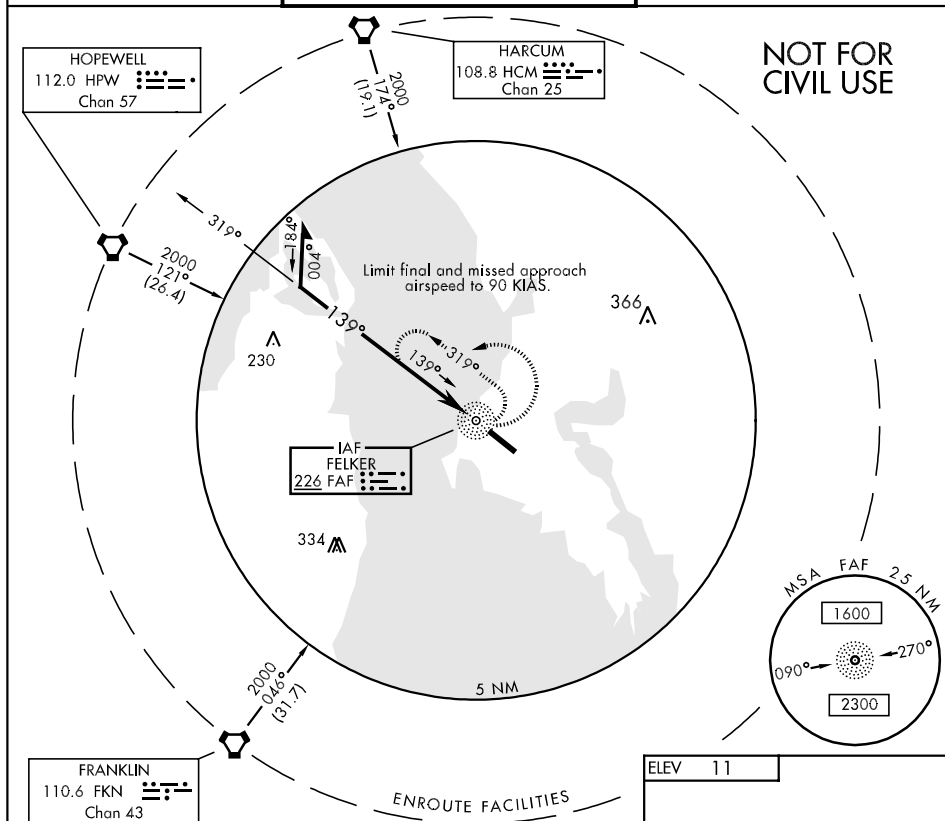 HOPEWELL
112.0 HPW
Chan 57
HARCUM
108.8 HCM
Chan 25
NOT FOR
CIVIL USE
2000
174°
(19.1)
319°
184°
004°
2000
121°
(26.4)
Limit final and missed approach
airspeed to 90 KIAS.
366
139°
230
319°
139°
IAF
FELKER
226 FAF
334
MSA FAF 25 NM
1600
090°
270°
2300
2000
046°
(31.7)
5 NM
FRANKLIN
110.6 FKN
Chan 43
ENROUTE FACILITIES
ELEV 11